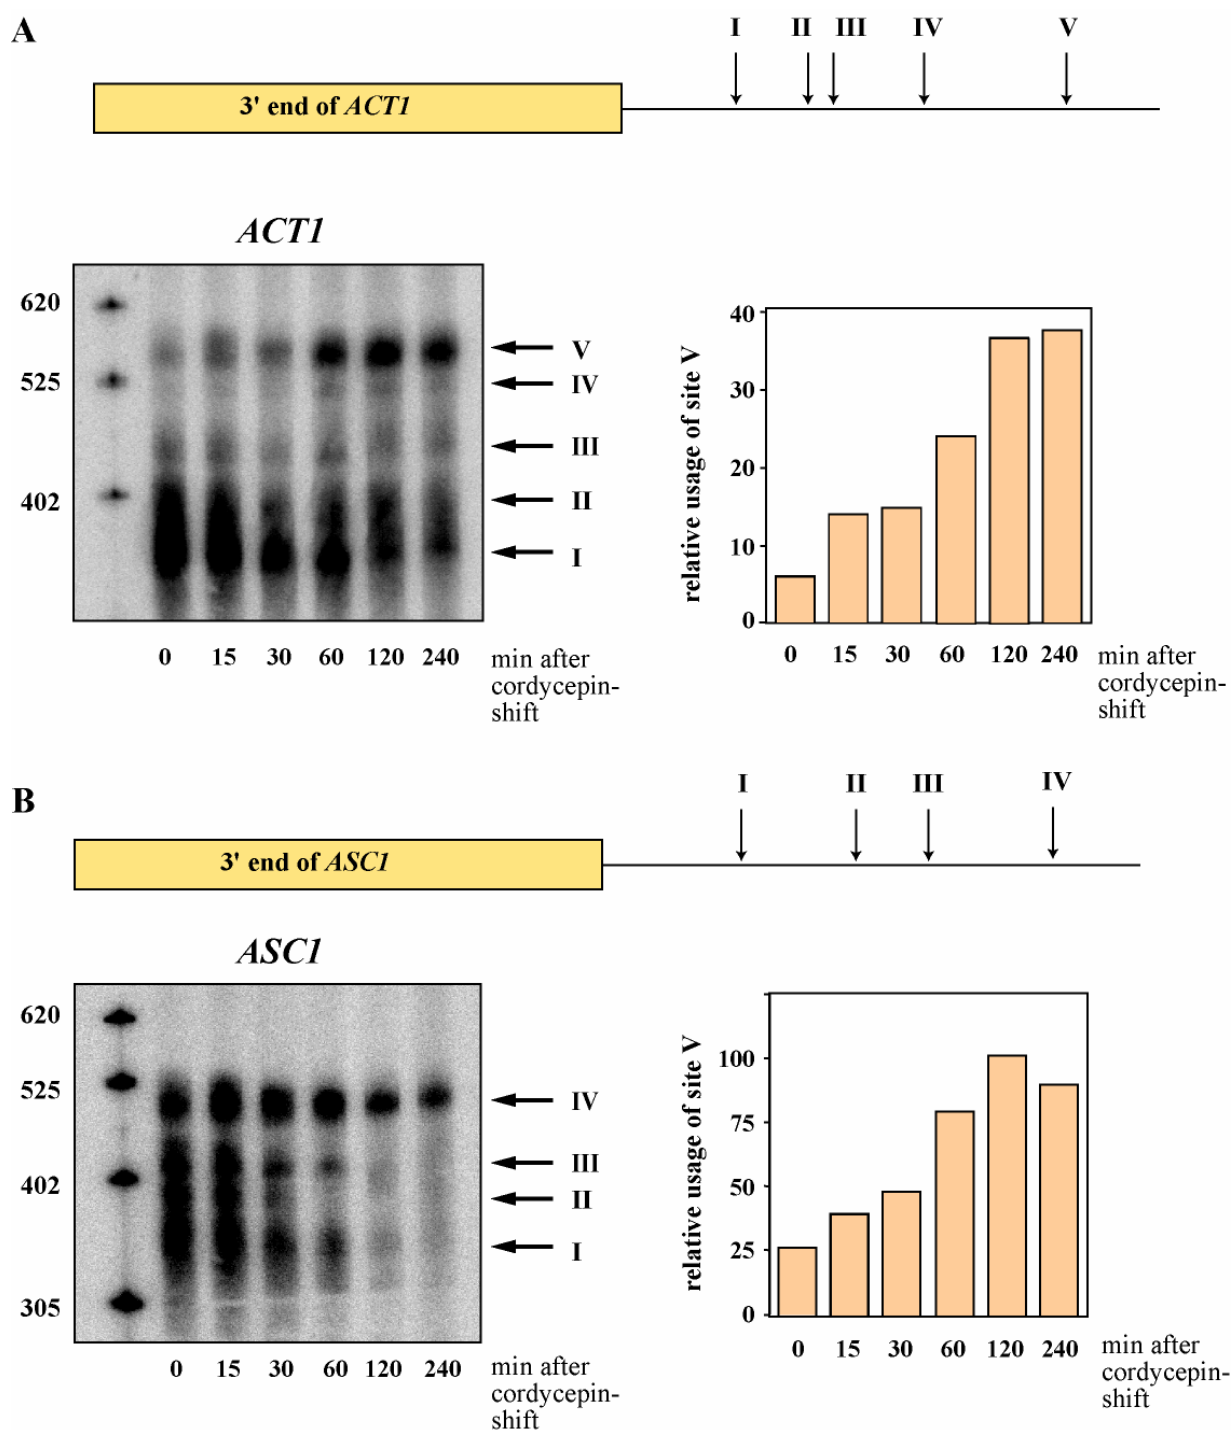 A
I II III IV V
3' end of ACT1
ACT1
620
525
402
V
IV
III
II
I
0 15 30 60 120 240
min after
cordycepin-
shift
relative usage of site V
40
30
20
10
0
0 15 30 60 120 240
min after
cordycepin-
shift
B
I II III IV
3' end of ASC1
ASC1
620
525
402
305
IV
III
II
I
0 15 30 60 120 240
min after
cordycepin-
shift
relative usage of site V
100
75
50
25
0
0 15 30 60 120 240
min after
cordycepin-
shift